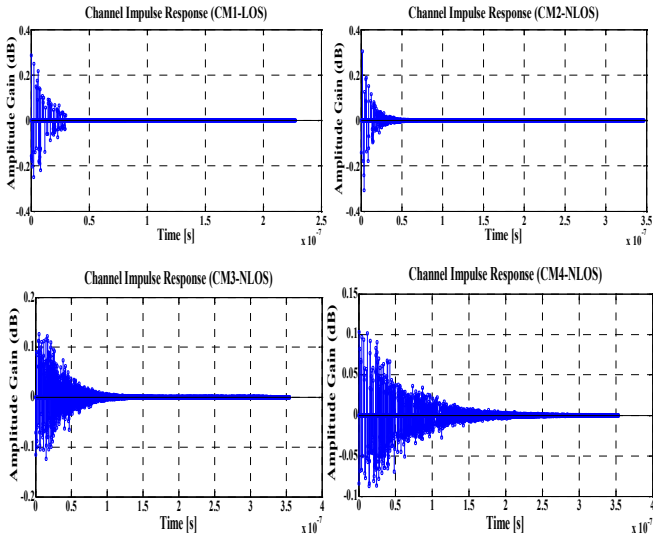 Channel Impulse Response (CM1-LOS)
Amplitude Gain (dB)
0.4
0.2
0
-0.2
-0.4
0 0.5 1 1.5 2 2.5
x 10^-7
Time [s]
Channel Impulse Response (CM2-NLOS)
Amplitude Gain (dB)
0.4
0.2
0
-0.2
-0.4
0 0.5 1 1.5 2 2.5 3 3.5
x 10^-7
Time [s]
Channel Impulse Response (CM3-NLOS)
Amplitude Gain (dB)
0.2
0.1
0
-0.1
-0.2
0 0.5 1 1.5 2 2.5 3 3.5 4
x 10^-7
Time [s]
Channel Impulse Response (CM4-NLOS)
Amplitude Gain (dB)
0.15
0.1
0.05
0
-0.05
-0.1
0 0.5 1 1.5 2 2.5 3 3.5 4
x 10^-7
Time [s]